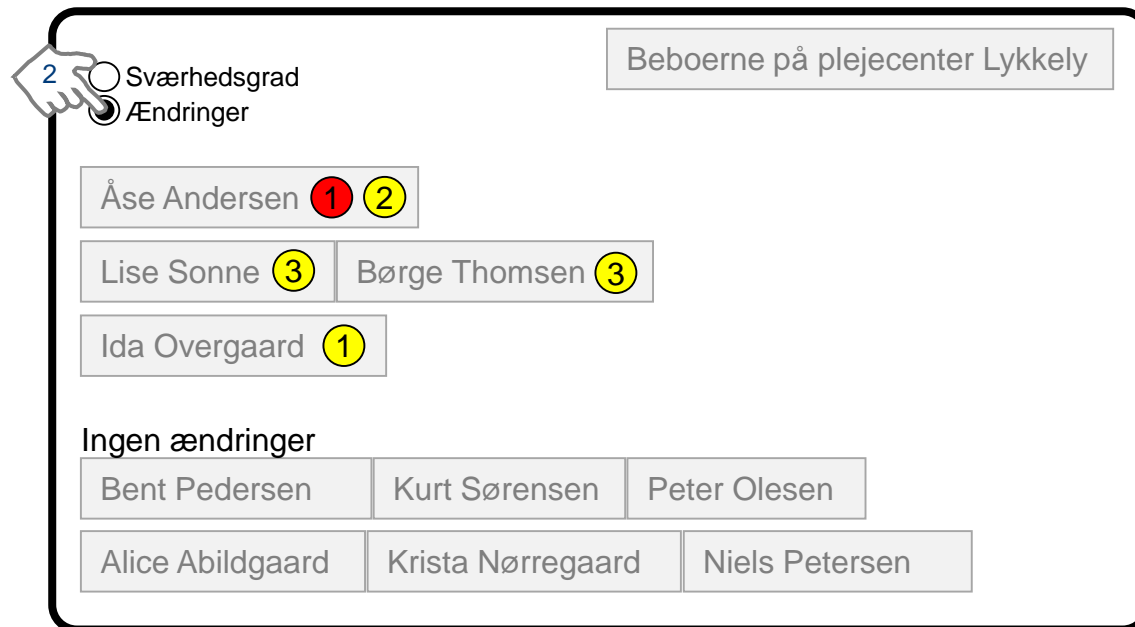 Beboerne på plejecenter Lykkely
2
Sværhedsgrad
Ændringer
Åse Andersen 1 2
Lise Sonne 3 Børge Thomsen 3
Ida Overgaard 1
Ingen ændringer
Bent Pedersen Kurt Sørensen Peter Olesen
Alice Abildgaard Krista Nørregaard Niels Petersen